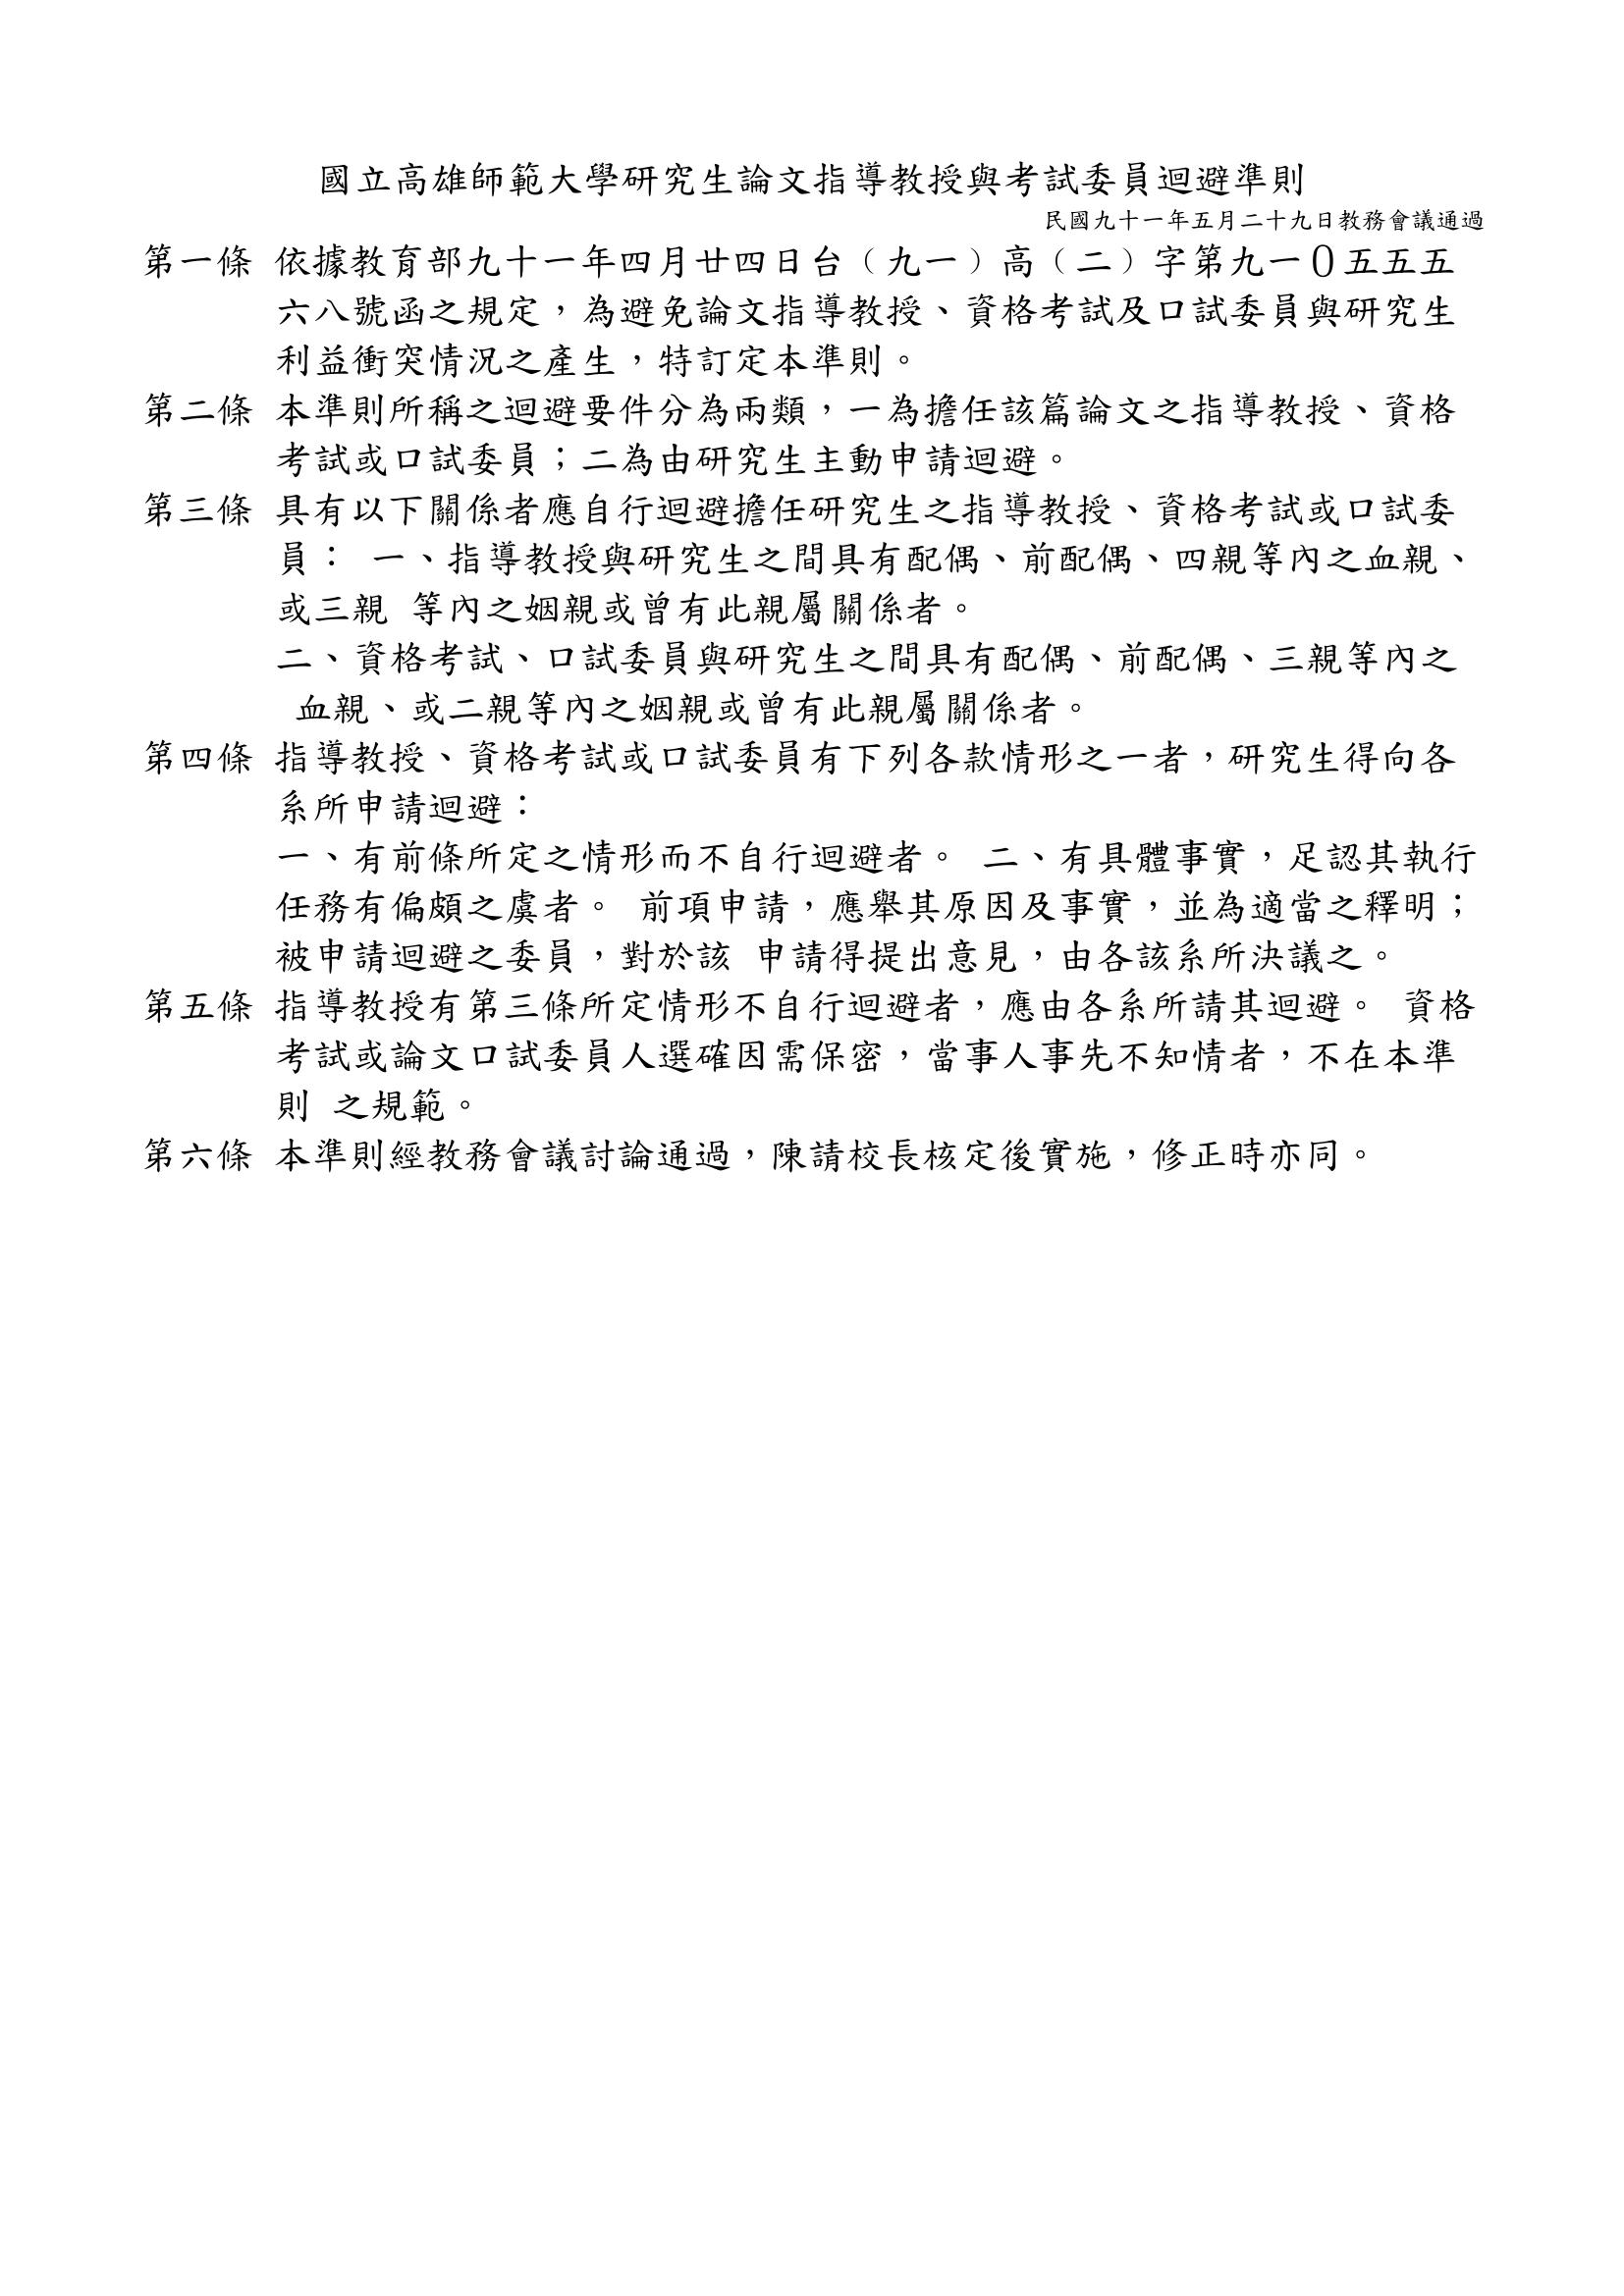 國立高雄師範大學研究生論文指導教授與考試委員迴避準則
民國九十一年五月二十九日教務會議通過
第一條 依據教育部九十一年四月廿四日台（九一）高（二）字第九一０五五五
六八號函之規定，為避免論文指導教授、資格考試及口試委員與研究生
利益衝突情況之產生，特訂定本準則。
第二條 本準則所稱之迴避要件分為兩類，一為擔任該篇論文之指導教授、資格
考試或口試委員；二為由研究生主動申請迴避。
第三條 具有以下關係者應自行迴避擔任研究生之指導教授、資格考試或口試委
員： 一、指導教授與研究生之間具有配偶、前配偶、四親等內之血親、
或三親 等內之姻親或曾有此親屬關係者。
二、資格考試、口試委員與研究生之間具有配偶、前配偶、三親等內之
血親、或二親等內之姻親或曾有此親屬關係者。
第四條 指導教授、資格考試或口試委員有下列各款情形之一者，研究生得向各
系所申請迴避：
一、有前條所定之情形而不自行迴避者。 二、有具體事實，足認其執行
任務有偏頗之虞者。 前項申請，應舉其原因及事實，並為適當之釋明；
被申請迴避之委員，對於該 申請得提出意見，由各該系所決議之。
第五條 指導教授有第三條所定情形不自行迴避者，應由各系所請其迴避。 資格
考試或論文口試委員人選確因需保密，當事人事先不知情者，不在本準
則 之規範。
第六條 本準則經教務會議討論通過，陳請校長核定後實施，修正時亦同。